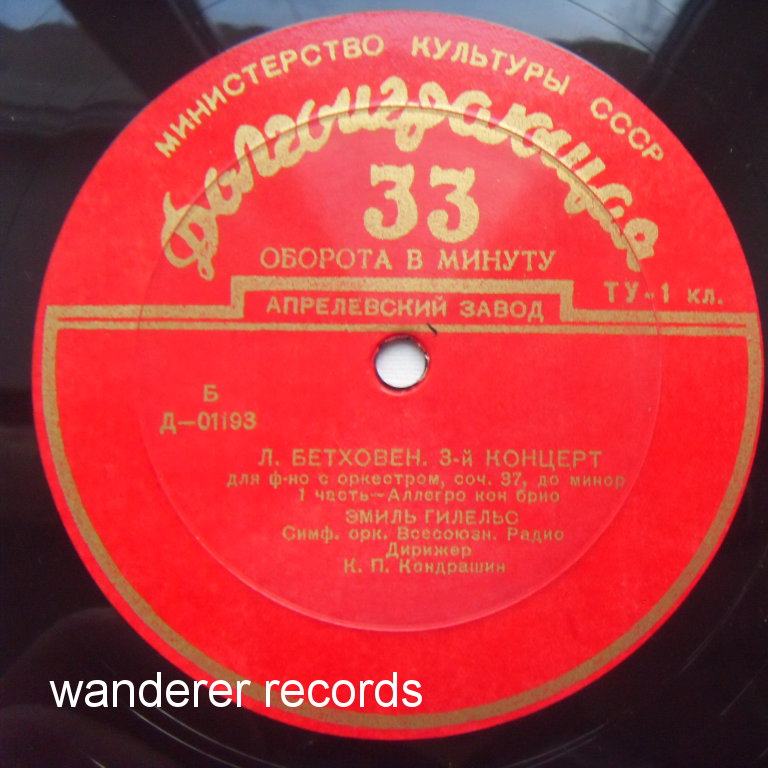 МИНИСТЕРСТВО КУЛЬТУРЫ СССР
Долгоиграющая
33
ОБОРОТА В МИНУТУ
ТУ-1 кл.
АПРЕЛЕВСКИЙ ЗАВОД
Б
Д—01193
Л. БЕТХОВЕН. 3-й КОНЦЕРТ
для ф-но с оркестром, соч. 37, до минор
1 часть—Аллегро кон брио
ЭМИЛЬ ГИЛЕЛЬС
Симф. орк. Всесоюзн. Радио
Дирижер
К. П. Кондрашин
wanderer records